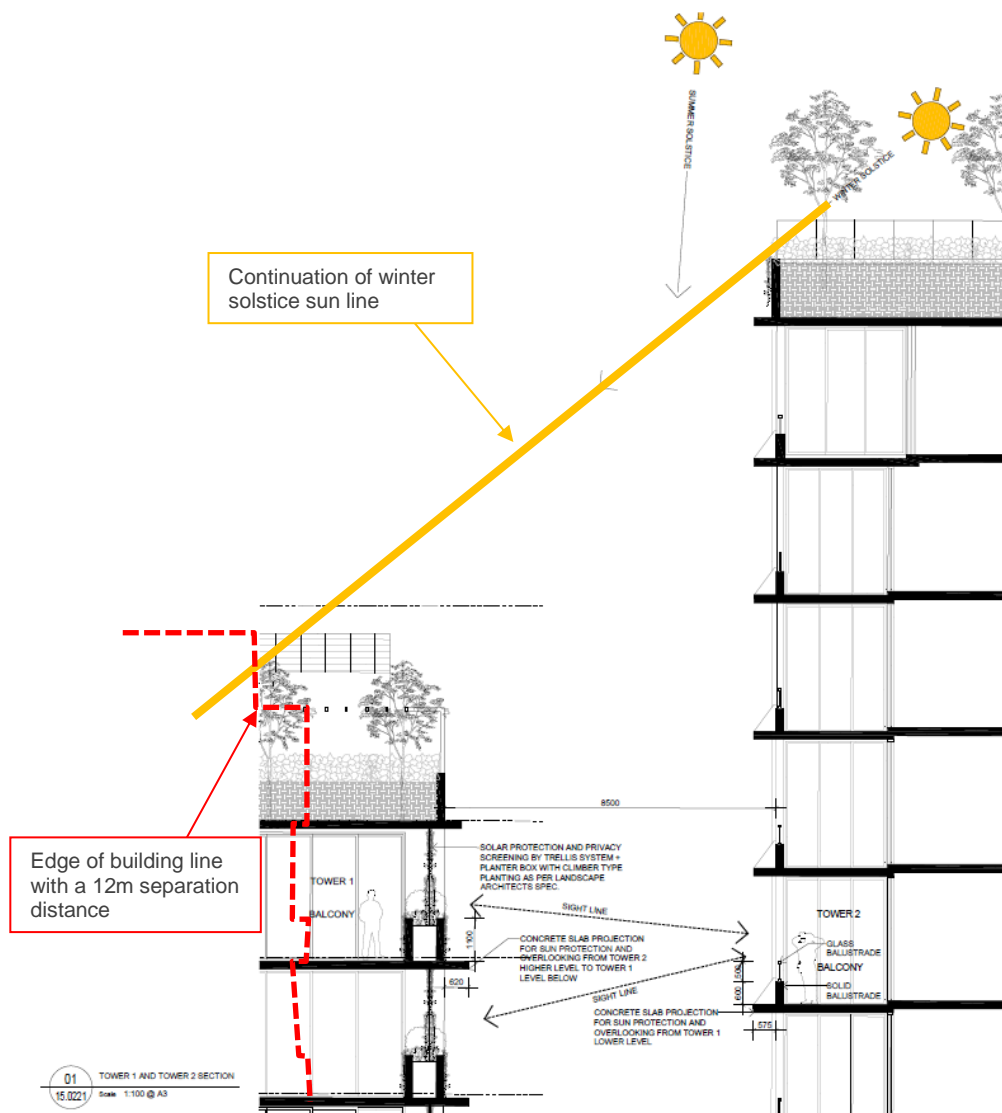 SUMMER SOLSTICE
WINTER SOLSTICE
Continuation of winter
solstice sun line
8500
Edge of building line
with a 12m separation
distance
SOLAR PROTECTION AND PRIVACY
SCREENING BY TRELLIS SYSTEM +
PLANTER BOX WITH CLIMBER TYPE
PLANTING AS PER LANDSCAPE
ARCHITECTS SPEC.
TOWER 1
BALCONY
SIGHT LINE
TOWER 2
GLASS
BALUSTRADE
BALCONY
SOLID
BALUSTRADE
1100
CONCRETE SLAB PROJECTION
FOR SUN PROTECTION AND
OVERLOOKING FROM TOWER 2
HIGHER LEVEL TO TOWER 1
LEVEL BELOW
620
500
600
SIGHT LINE
CONCRETE SLAB PROJECTION
FOR SUN PROTECTION AND
OVERLOOKING FROM TOWER 1
LOWER LEVEL
575
01
15.0221
TOWER 1 AND TOWER 2 SECTION
Scale 1:100 @ A3